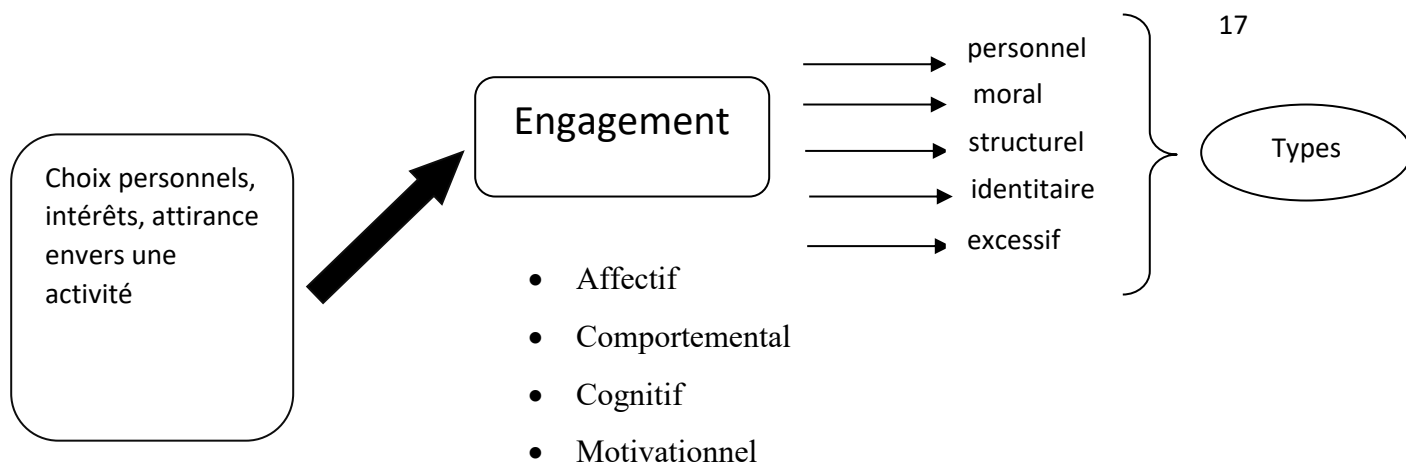 17
Choix personnels,
intérêts, attirance
envers une
activité
Engagement
personnel
moral
structurel
identitaire
excessif
Types
• Affectif
• Comportemental
• Cognitif
• Motivationnel